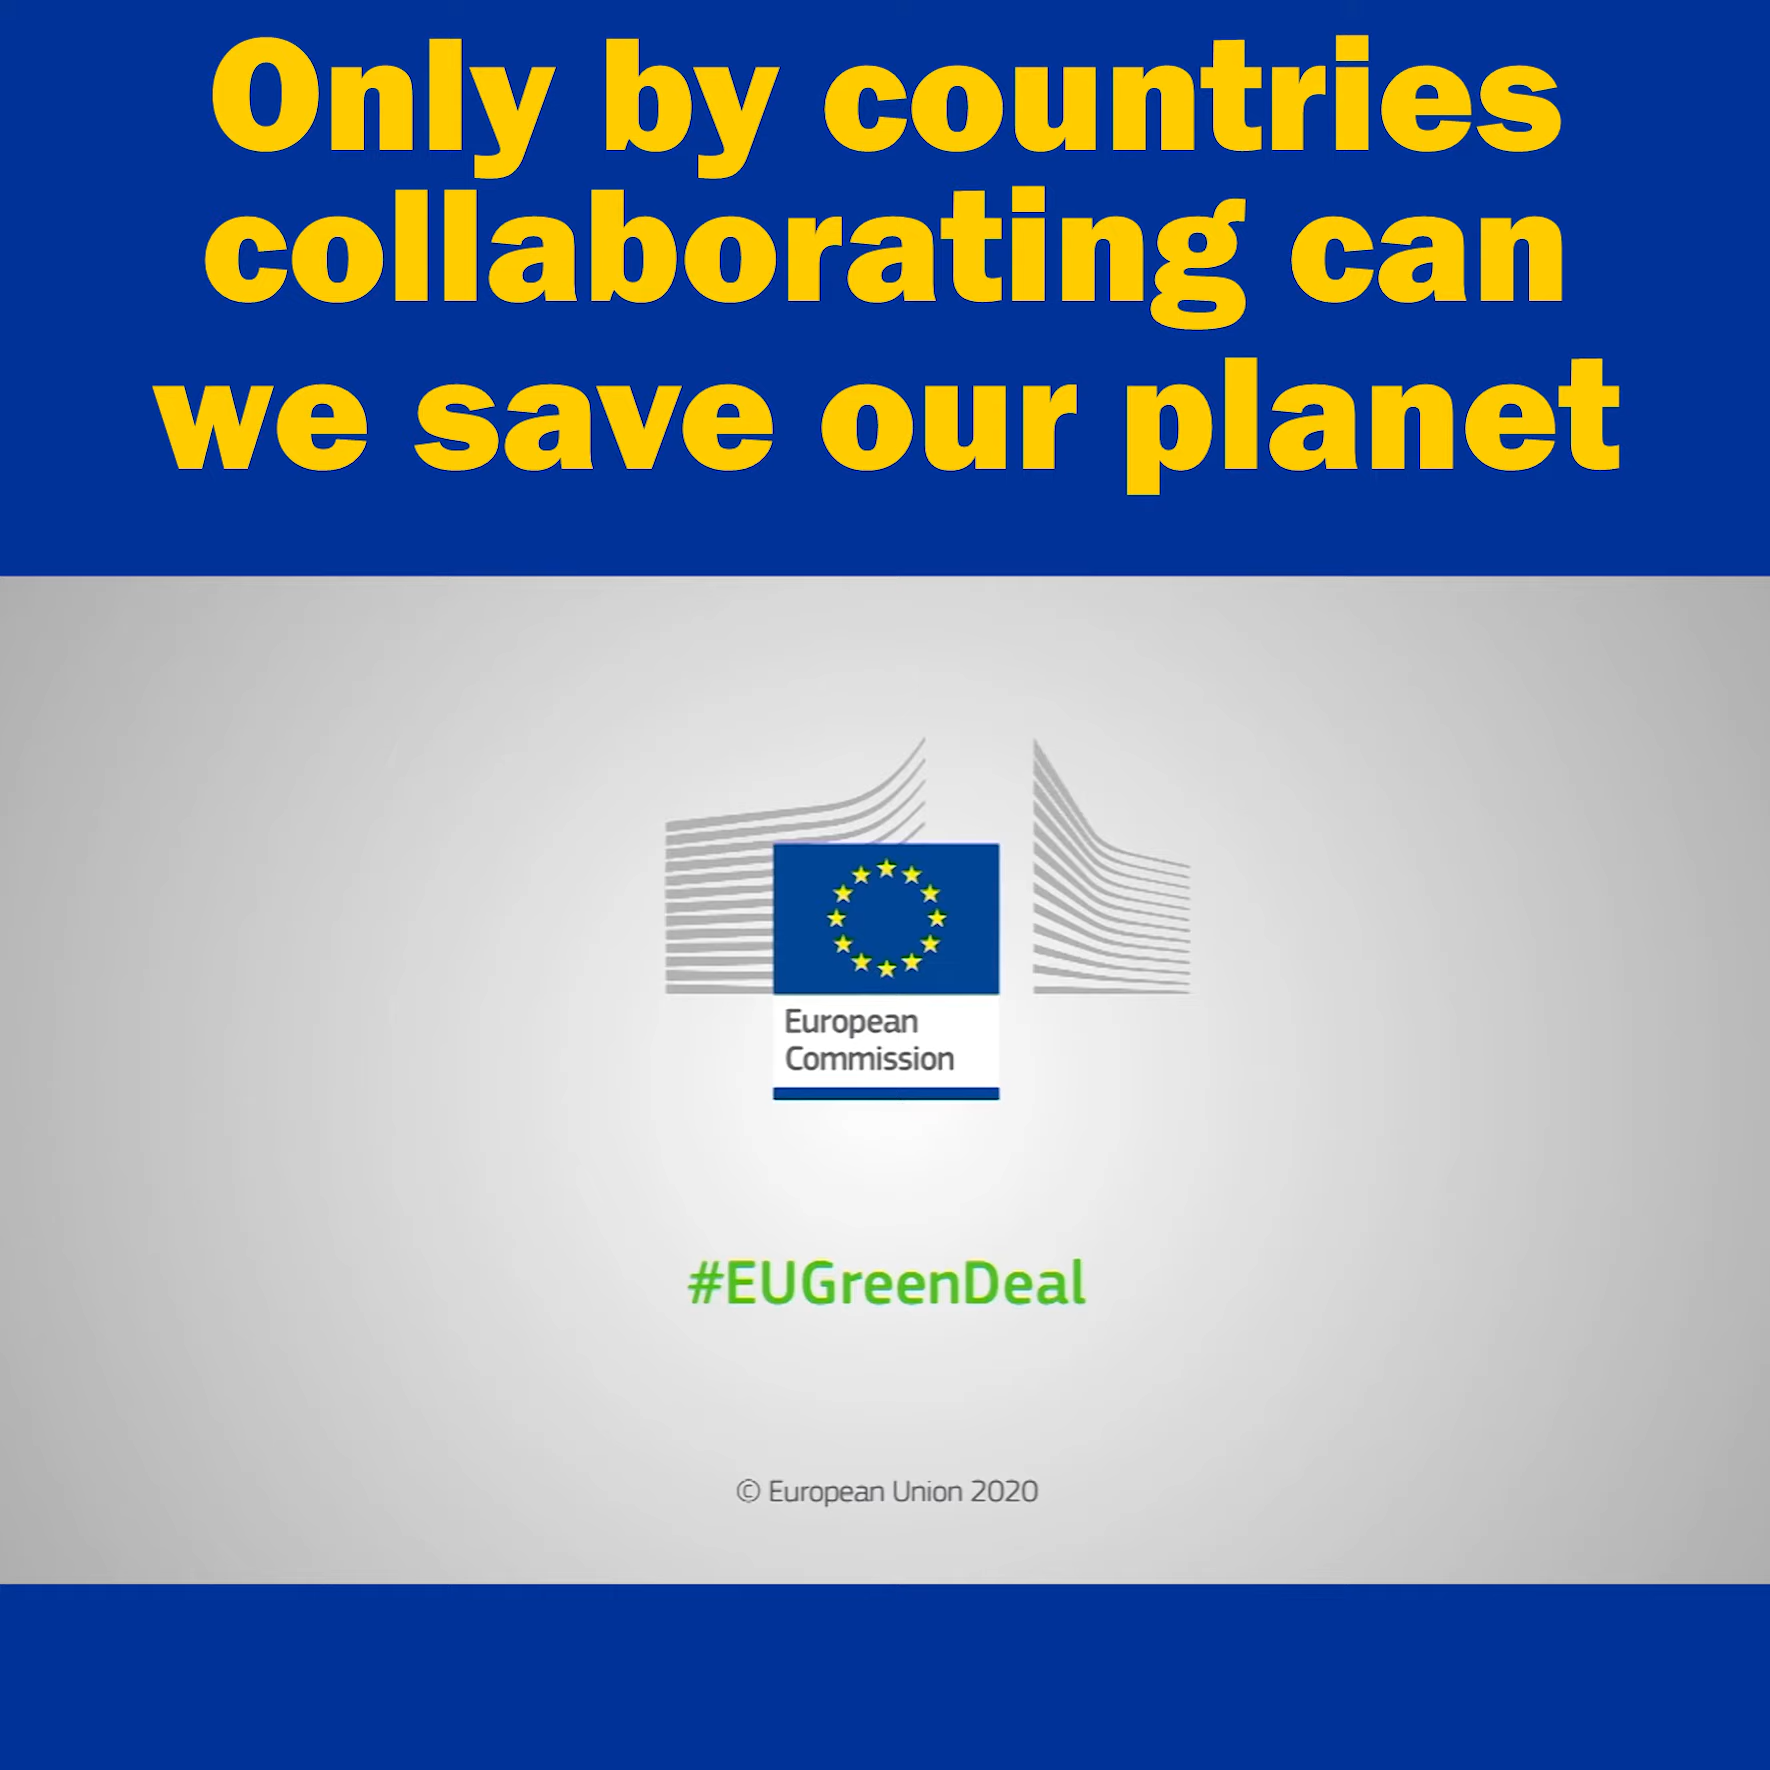 Only by countries
collaborating can
we save our planet
European
Commission
#EUGreenDeal
© European Union 2020